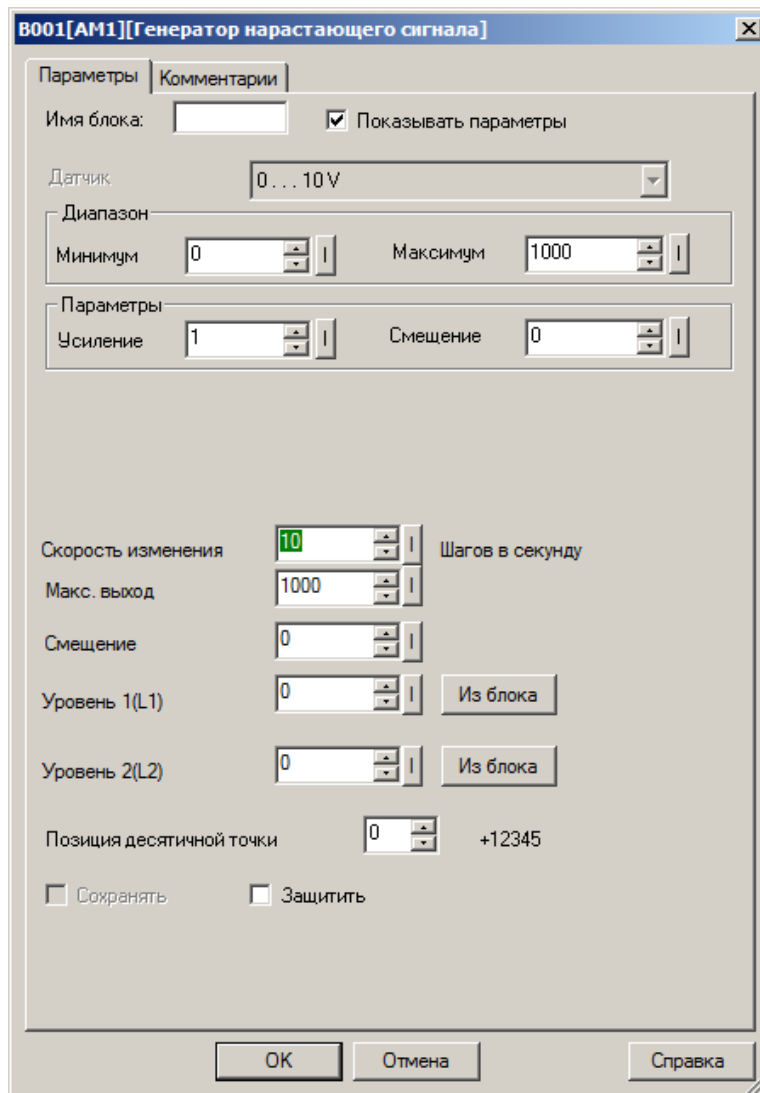 B001[AM1][Генератор нарастающего сигнала]
Параметры Комментарии
Имя блока: Показывать параметры
Датчик 0...10V
Диапазон
Минимум 0 Максимум 1000
Параметры
Усиление 1 Смещение 0
Скорость изменения 10 Шагов в секунду
Макс. выход 1000
Смещение 0
Уровень 1(L1) 0 Из блока
Уровень 2(L2) 0 Из блока
Позиция десятичной точки 0 +12345
Сохранять Защитить
OK Отмена Справка